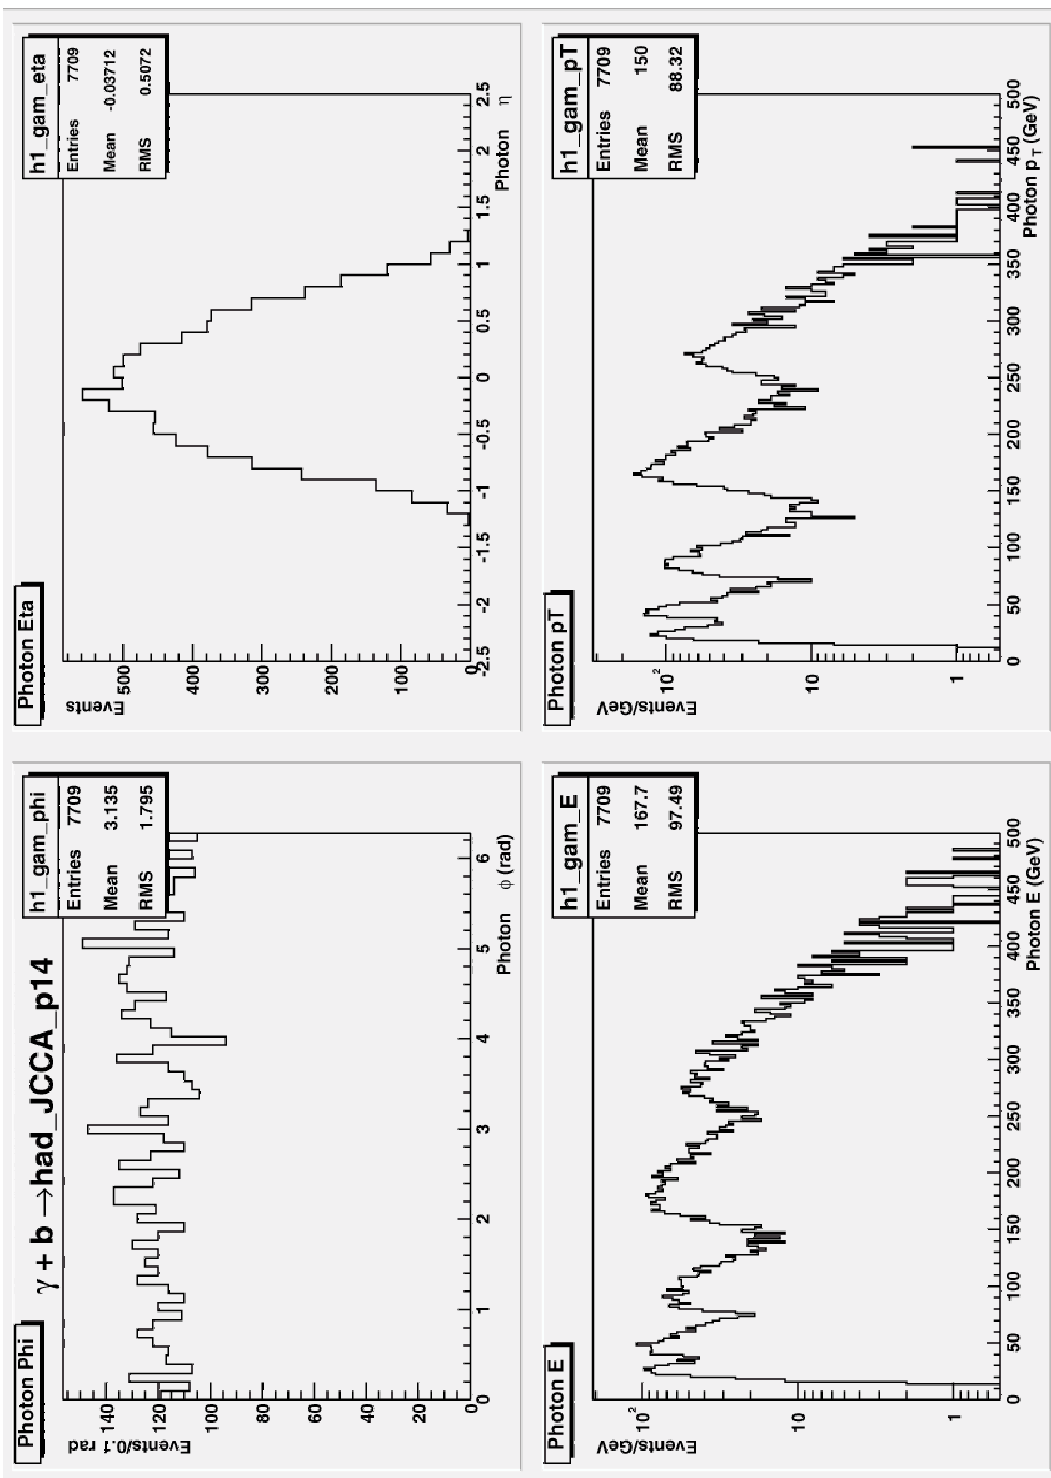 γ + b →had_JCCA_p14
Photon Phi
h1_gam_phi
Entries 7709
Mean 3.135
RMS 1.795
Events/0.1 rad
140
120
100
80
60
40
20
0
0 1 2 3 4 5 6
Photon ϕ (rad)
Photon Eta
h1_gam_eta
Entries 7709
Mean -0.03712
RMS 0.5072
Events
500
400
300
200
100
0
-2.5 -2 -1.5 -1 -0.5 0 0.5 1 1.5 2 2.5
Photon η
Photon E
h1_gam_E
Entries 7709
Mean 167.7
RMS 97.49
Events/GeV
10²
10
1
0 50 100 150 200 250 300 350 400 450 500
Photon E (GeV)
Photon pT
h1_gam_pT
Entries 7709
Mean 150
RMS 88.32
Events/GeV
10²
10
1
0 50 100 150 200 250 300 350 400 450 500
Photon p T (GeV)